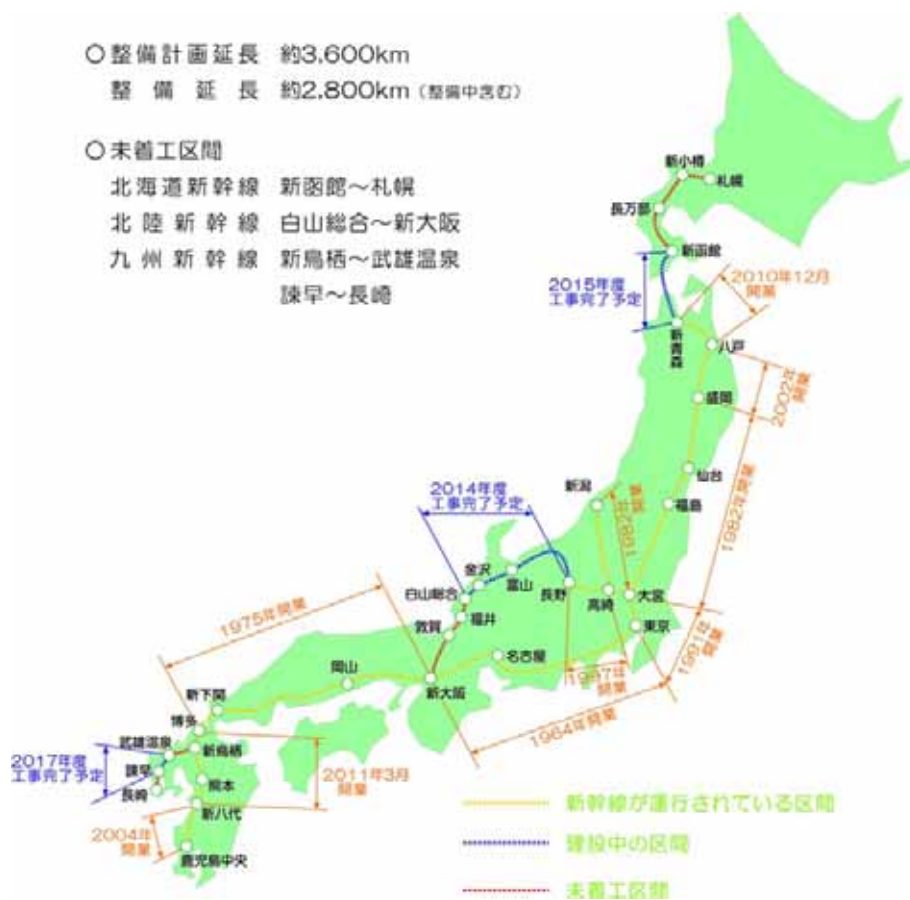 ○整備計画延長 約3,600km
整備延長 約2,800km（整備中含む）
○未着工区間
北海道新幹線 新函館～札幌
北陸新幹線 白山総合～新大阪
九州新幹線 新鳥栖～武雄温泉
諫早～長崎
新小樽
札幌
長万部
新函館
2015年度
工事完了予定
2010年12月
開業
新青森
八戸
2002年
開業
盛岡
仙台
1982年開業
新潟
1982年
開業
福島
2014年度
工事完了予定
金沢
富山
白山総合
長野
高崎
大宮
福井
敦賀
東京
1991年
開業
1975年開業
名古屋
1997年
開業
岡山
新大阪
1964年開業
新下関
博多
武雄温泉
新鳥栖
2017年度
工事完了予定
諫早
長崎
熊本
2011年3月
開業
新八代
2004年
開業
鹿児島中央
新幹線が運行されている区間
建設中の区間
未着工区間